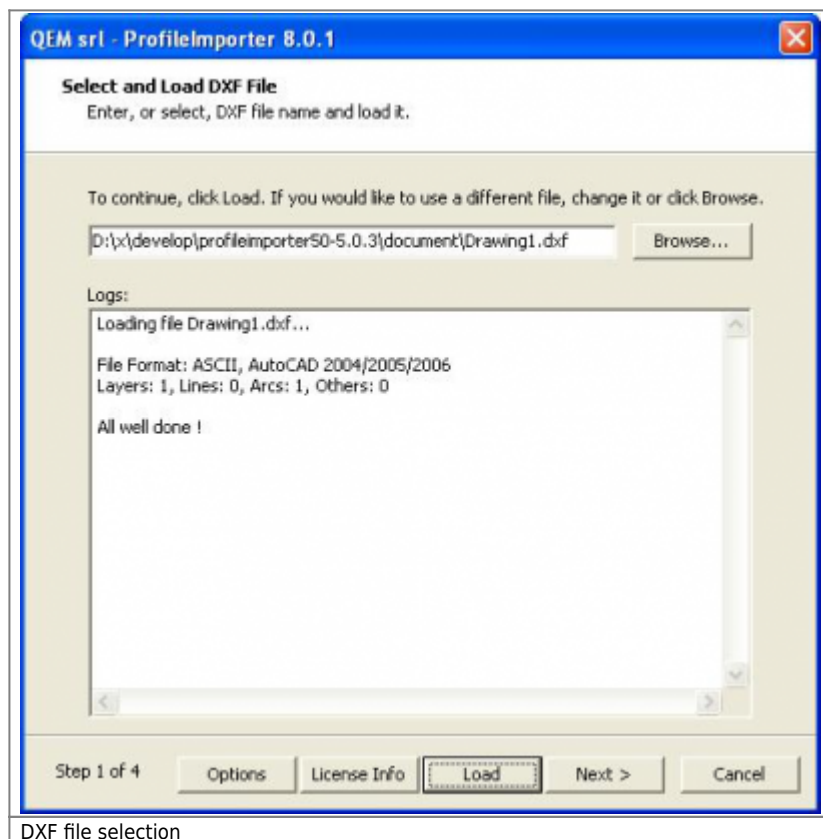 QEM srl - ProfileImporter 8.0.1
Select and Load DXF File
Enter, or select, DXF file name and load it.
To continue, click Load. If you would like to use a different file, change it or click Browse.
D:\x\develop\profileimporter50-5.0.3\document\Drawing1.dxf
Browse...
Logs:
Loading file Drawing1.dxf...
File Format: ASCII, AutoCAD 2004/2005/2006
Layers: 1, Lines: 0, Arcs: 1, Others: 0
All well done !
Step 1 of 4
Options
License Info
Load
Next >
Cancel
DXF file selection